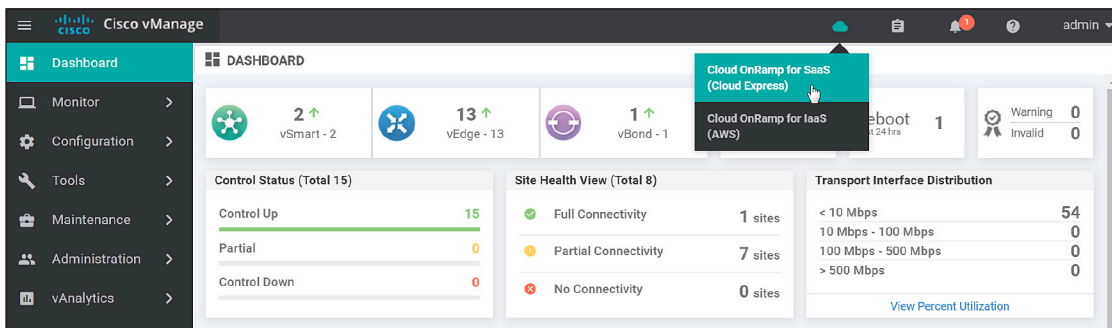 CISCO Cisco vManage
1
admin
Dashboard
Monitor
Configuration
Tools
Maintenance
Administration
vAnalytics
DASHBOARD
Cloud OnRamp for SaaS
(Cloud Express)
Cloud OnRamp for IaaS
(AWS)
2
vSmart - 2
13
vEdge - 13
1
vBond - 1
eboot
st 24 hrs
1
Warning 0
Invalid 0
Control Status (Total 15)
Control Up 15
Partial 0
Control Down 0
Site Health View (Total 8)
Full Connectivity 1 sites
Partial Connectivity 7 sites
No Connectivity 0 sites
Transport Interface Distribution
< 10 Mbps 54
10 Mbps - 100 Mbps 0
100 Mbps - 500 Mbps 0
> 500 Mbps 0
View Percent Utilization